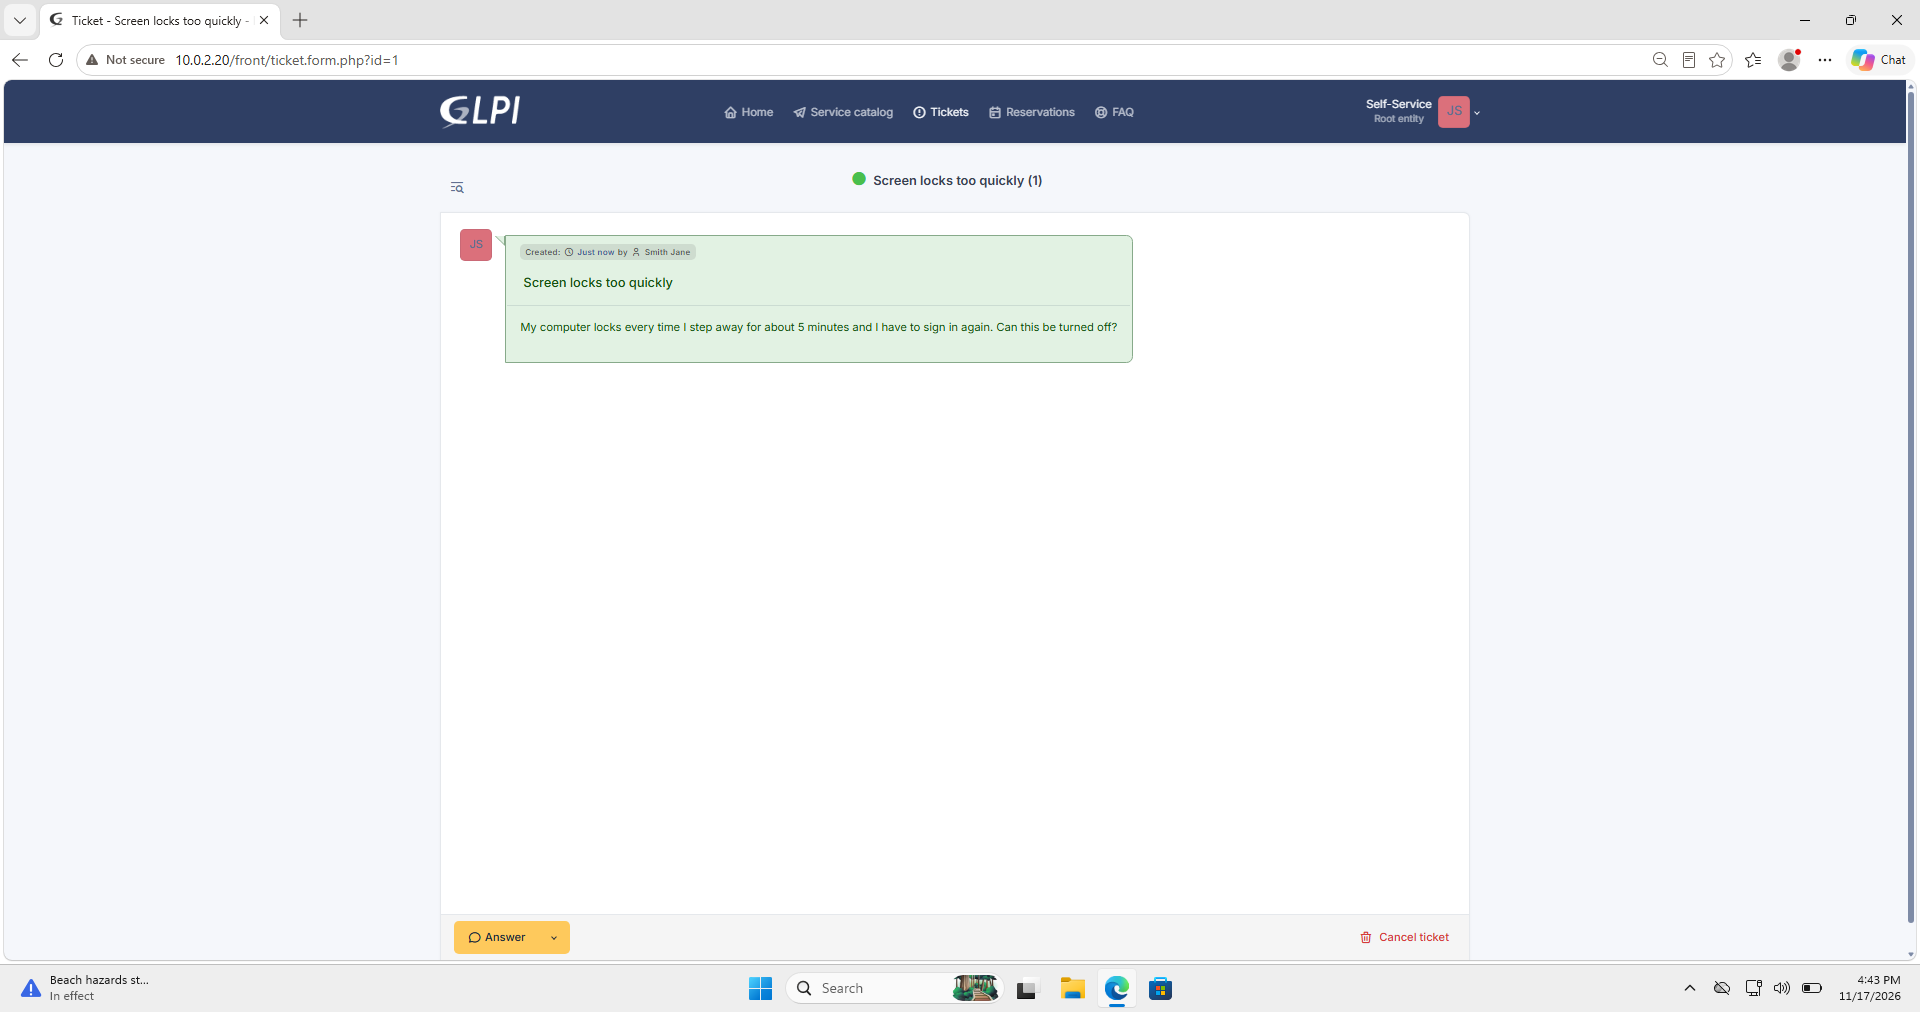 Ticket - Screen locks too quickly -
Not secure 10.0.2.20/front/ticket.form.php?id=1
Chat
GLPI
Home
Service catalog
Tickets
Reservations
FAQ
Self-Service
Root entity
JS
Screen locks too quickly (1)
JS
Created: Just now by Smith Jane
Screen locks too quickly
My computer locks every time I step away for about 5 minutes and I have to sign in again. Can this be turned off?
Answer
Cancel ticket
Beach hazards st...
In effect
Search
4:43 PM
11/17/2026